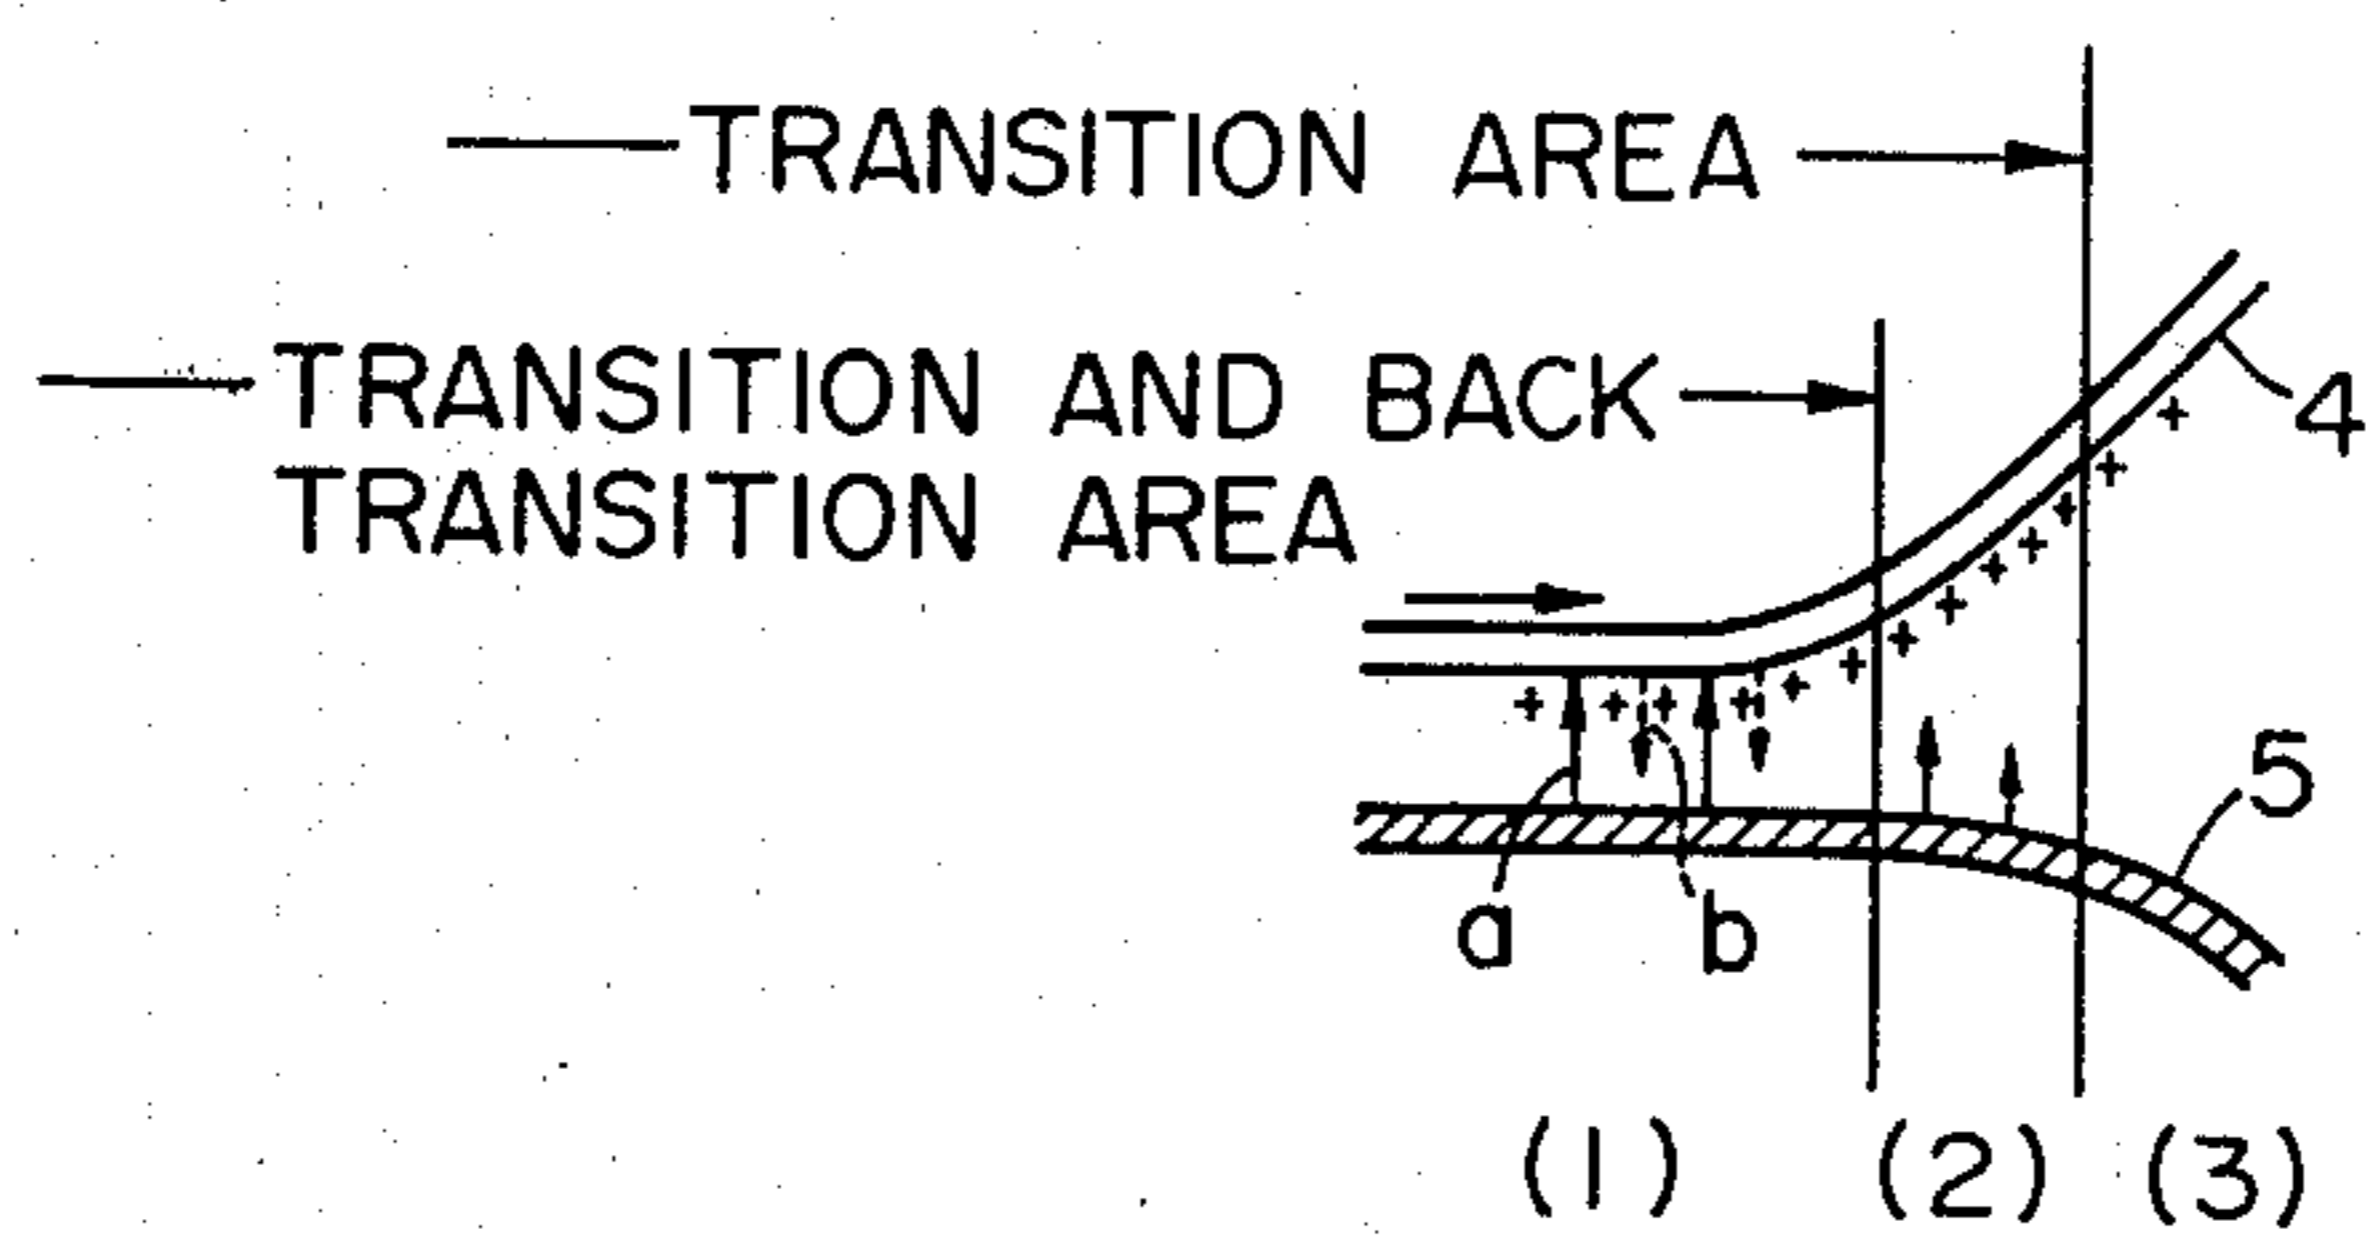 TRANSITION AREA
TRANSITION AND BACK
TRANSITION AREA
4
5
a b
(1) (2) (3)